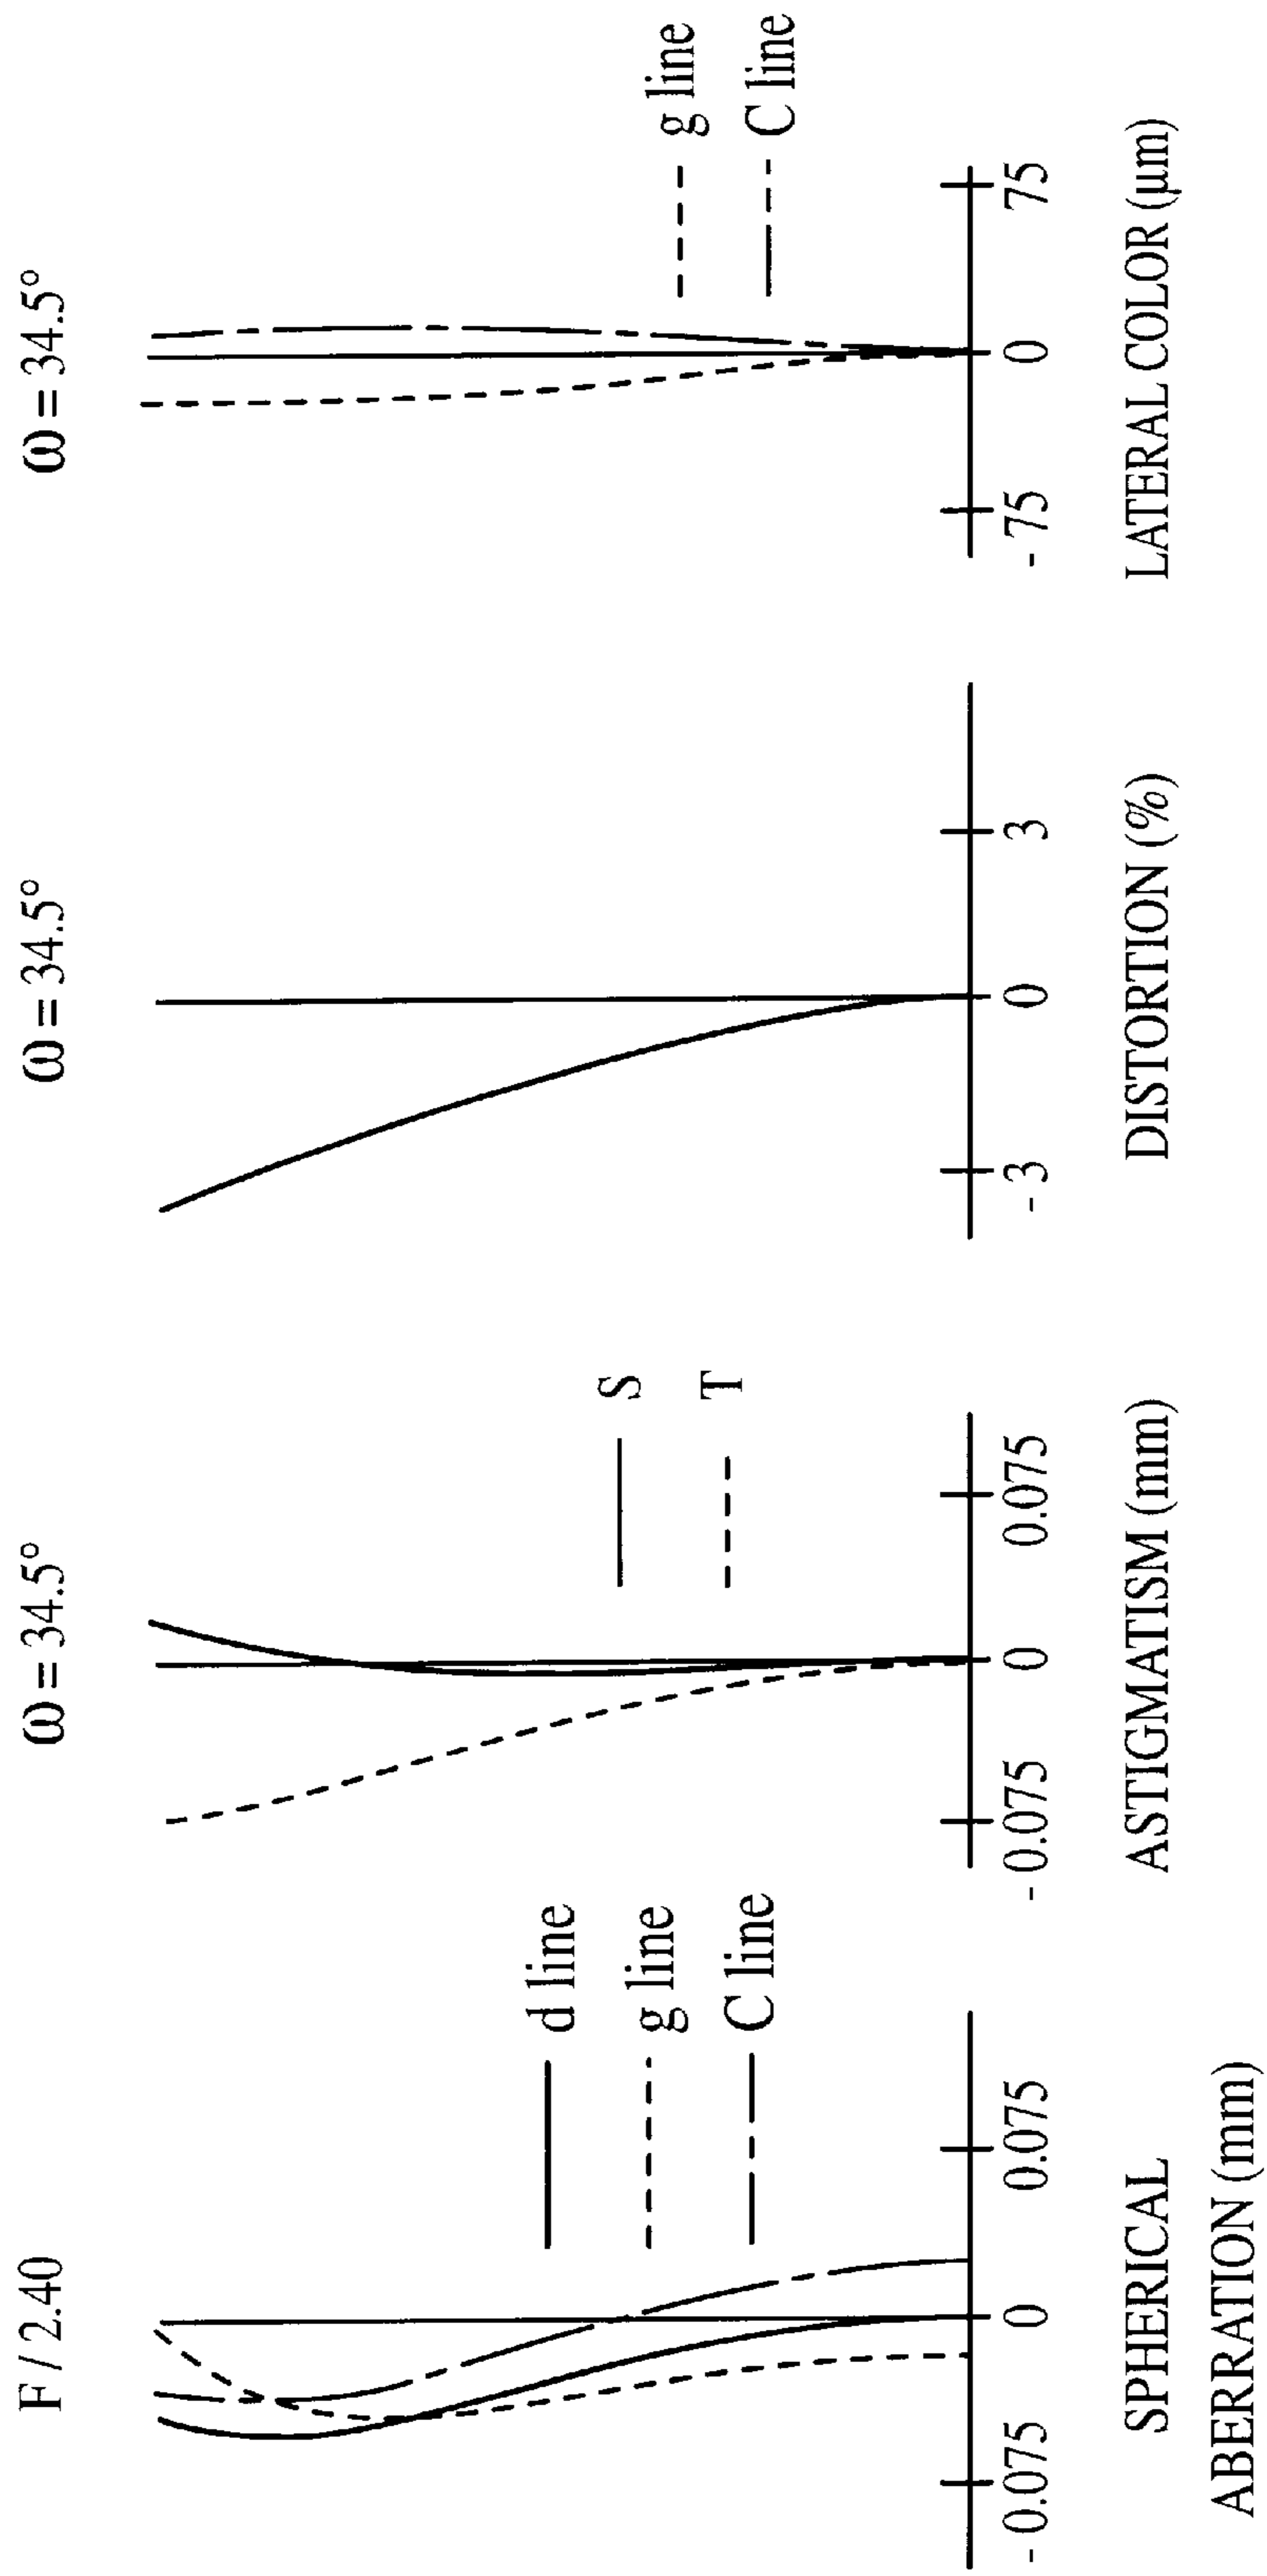 F / 2.40
d line
g line
C line
- 0.075
0
0.075
SPHERICAL
ABERRATION (mm)
ω = 34.5°
S
T
- 0.075
0
0.075
ASTIGMATISM (mm)
ω = 34.5°
- 3
0
3
DISTORTION (%)
ω = 34.5°
g line
C line
- 75
0
75
LATERAL COLOR (μm)